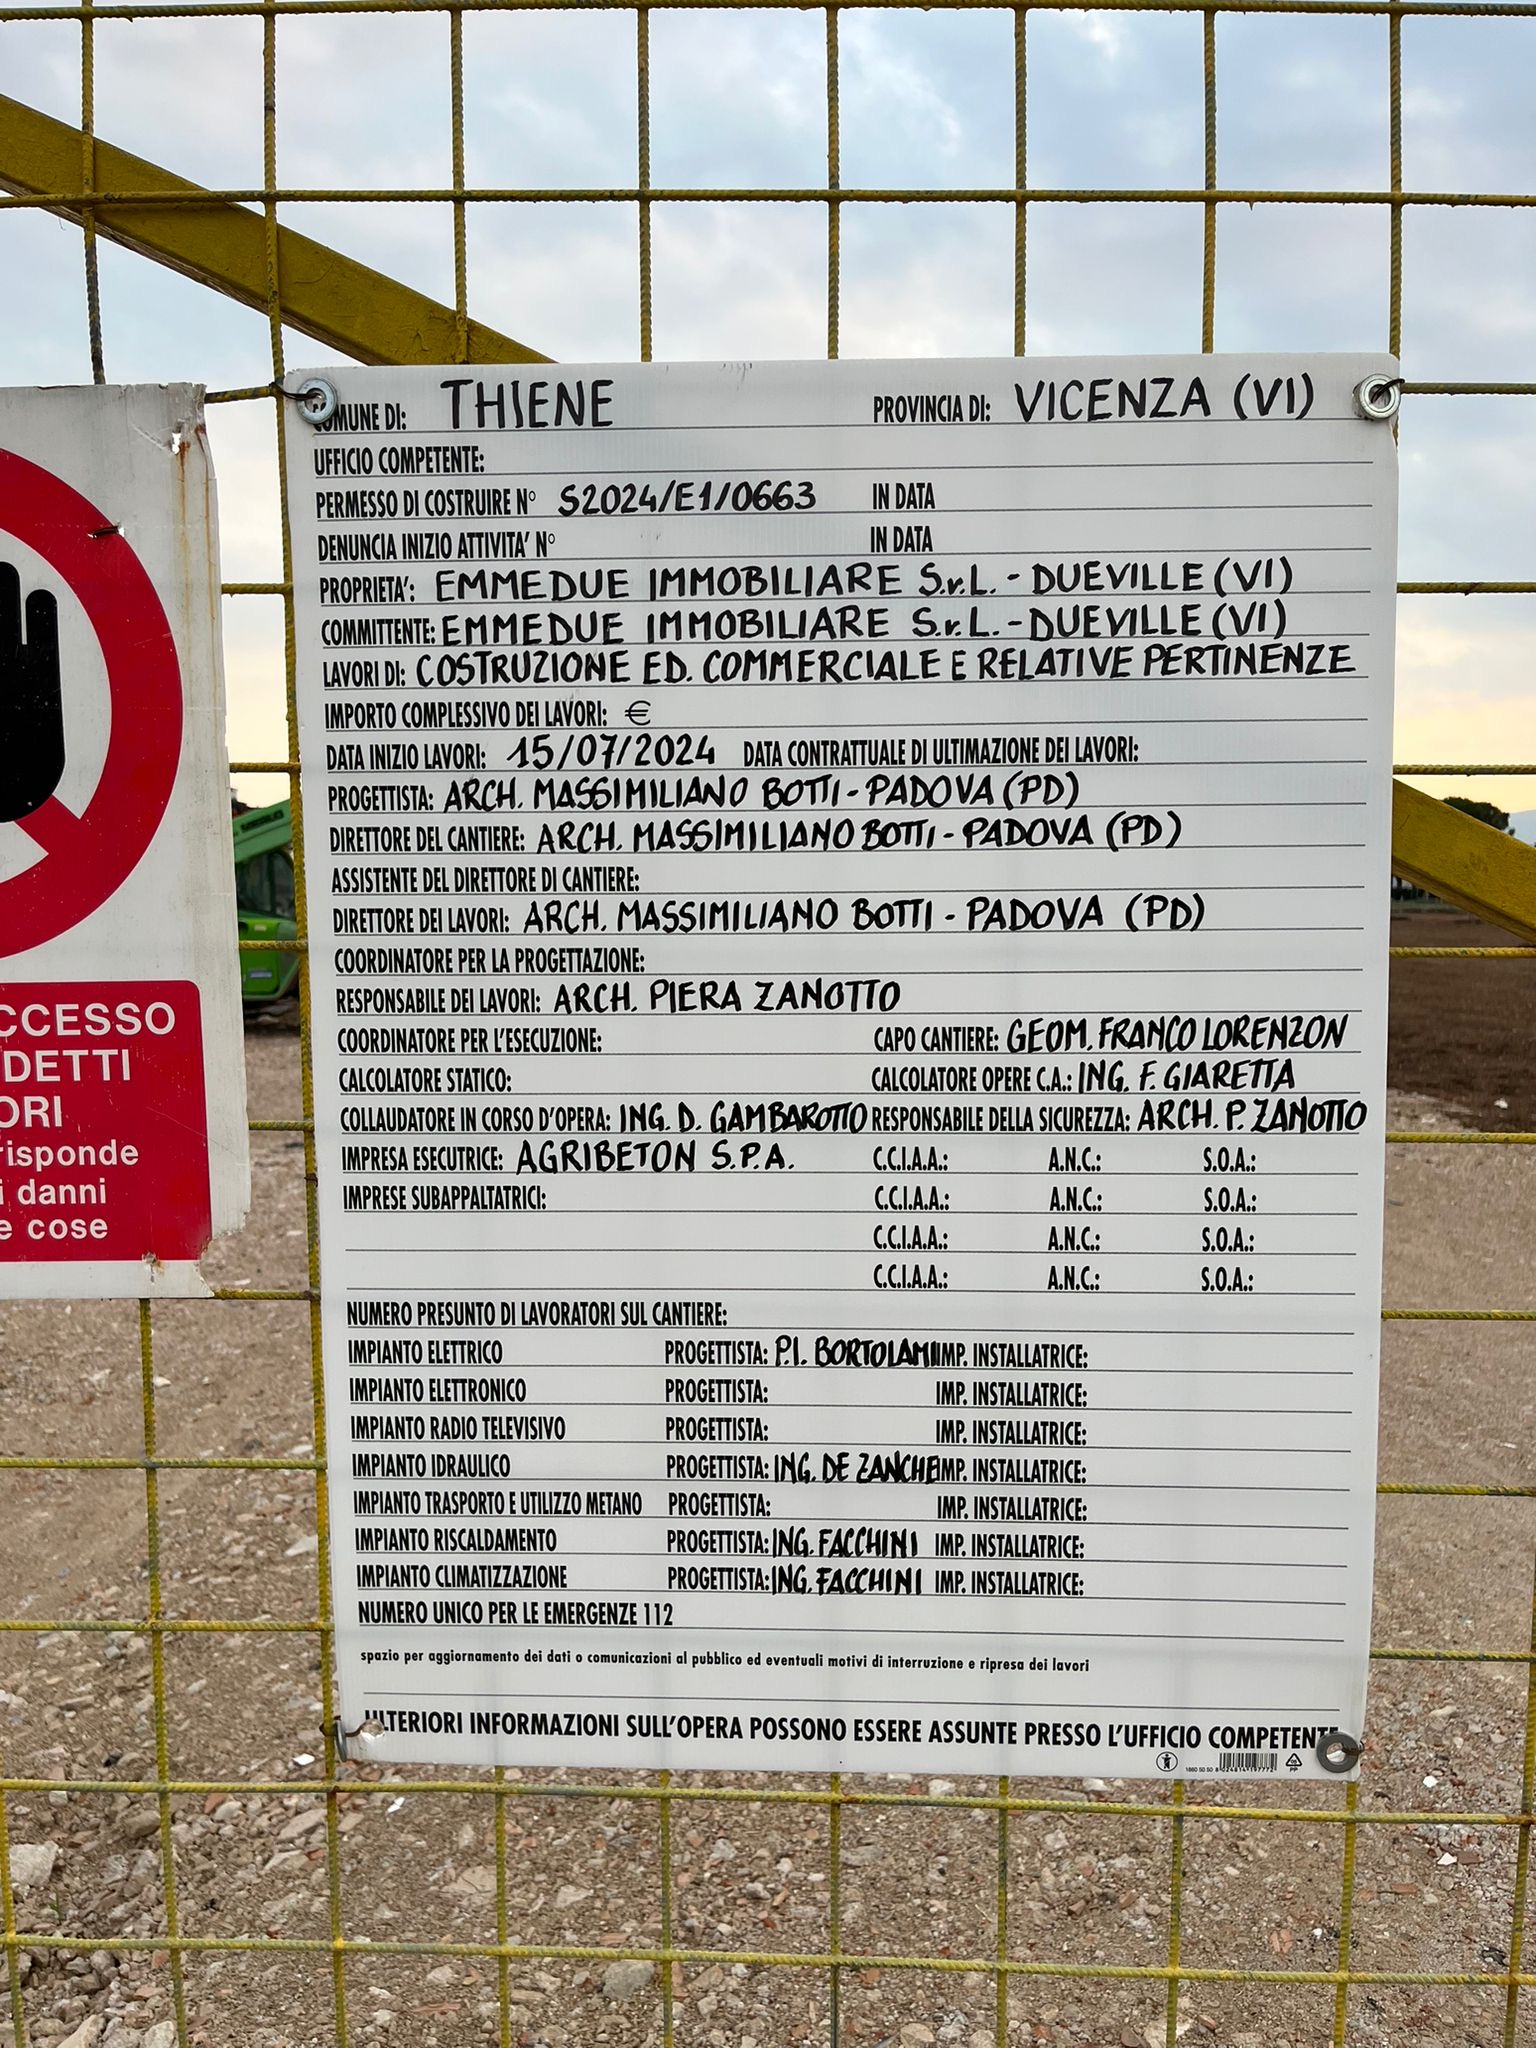 COMUNE DI: THIENE PROVINCIA DI: VICENZA (VI)
UFFICIO COMPETENTE:
PERMESSO DI COSTRUIRE N° S2024/E1/0663 IN DATA
DENUNCIA INIZIO ATTIVITA' N° IN DATA
PROPRIETA': EMMEDUE IMMOBILIARE S.r.L. - DUEVILLE (VI)
COMMITTENTE: EMMEDUE IMMOBILIARE S.r.L. - DUEVILLE (VI)
LAVORI DI: COSTRUZIONE ED. COMMERCIALE E RELATIVE PERTINENZE
IMPORTO COMPLESSIVO DEI LAVORI: €
DATA INIZIO LAVORI: 15/07/2024 DATA CONTRATTUALE DI ULTIMAZIONE DEI LAVORI:
PROGETTISTA: ARCH. MASSIMILIANO BOTTI - PADOVA (PD)
DIRETTORE DEL CANTIERE: ARCH. MASSIMILIANO BOTTI - PADOVA (PD)
ASSISTENTE DEL DIRETTORE DI CANTIERE:
DIRETTORE DEI LAVORI: ARCH. MASSIMILIANO BOTTI - PADOVA (PD)
COORDINATORE PER LA PROGETTAZIONE:
RESPONSABILE DEI LAVORI: ARCH. PIERA ZANOTTO
COORDINATORE PER L'ESECUZIONE: CAPO CANTIERE: GEOM. FRANCO LORENZON
CALCOLATORE STATICO: CALCOLATORE OPERE C.A.: ING. F. GIARETTA
COLLAUDATORE IN CORSO D'OPERA: ING. D. GAMBAROTTO RESPONSABILE DELLA SICUREZZA: ARCH. P. ZANOTTO
IMPRESA ESECUTRICE: AGRIBETON S.P.A. C.C.I.A.A.: A.N.C.: S.O.A.:
IMPRESE SUBAPPALTATRICI: C.C.I.A.A.: A.N.C.: S.O.A.:
C.C.I.A.A.: A.N.C.: S.O.A.:
C.C.I.A.A.: A.N.C.: S.O.A.:
NUMERO PRESUNTO DI LAVORATORI SUL CANTIERE:
IMPIANTO ELETTRICO PROGETTISTA: P.I. BORTOLAMI IMP. INSTALLATRICE:
IMPIANTO ELETTRONICO PROGETTISTA: IMP. INSTALLATRICE:
IMPIANTO RADIO TELEVISIVO PROGETTISTA: IMP. INSTALLATRICE:
IMPIANTO IDRAULICO PROGETTISTA: ING. DE ZANCHE IMP. INSTALLATRICE:
IMPIANTO TRASPORTO E UTILIZZO METANO PROGETTISTA: IMP. INSTALLATRICE:
IMPIANTO RISCALDAMENTO PROGETTISTA: ING. FACCHINI IMP. INSTALLATRICE:
IMPIANTO CLIMATIZZAZIONE PROGETTISTA: ING. FACCHINI IMP. INSTALLATRICE:
NUMERO UNICO PER LE EMERGENZE 112
spazio per aggiornamento dei dati o comunicazioni al pubblico ed eventuali motivi di interruzione e ripresa dei lavori
ULTERIORI INFORMAZIONI SULL'OPERA POSSONO ESSERE ASSUNTE PRESSO L'UFFICIO COMPETENTE
CCESSO
DETTI
ORI
risponde
i danni
e cose